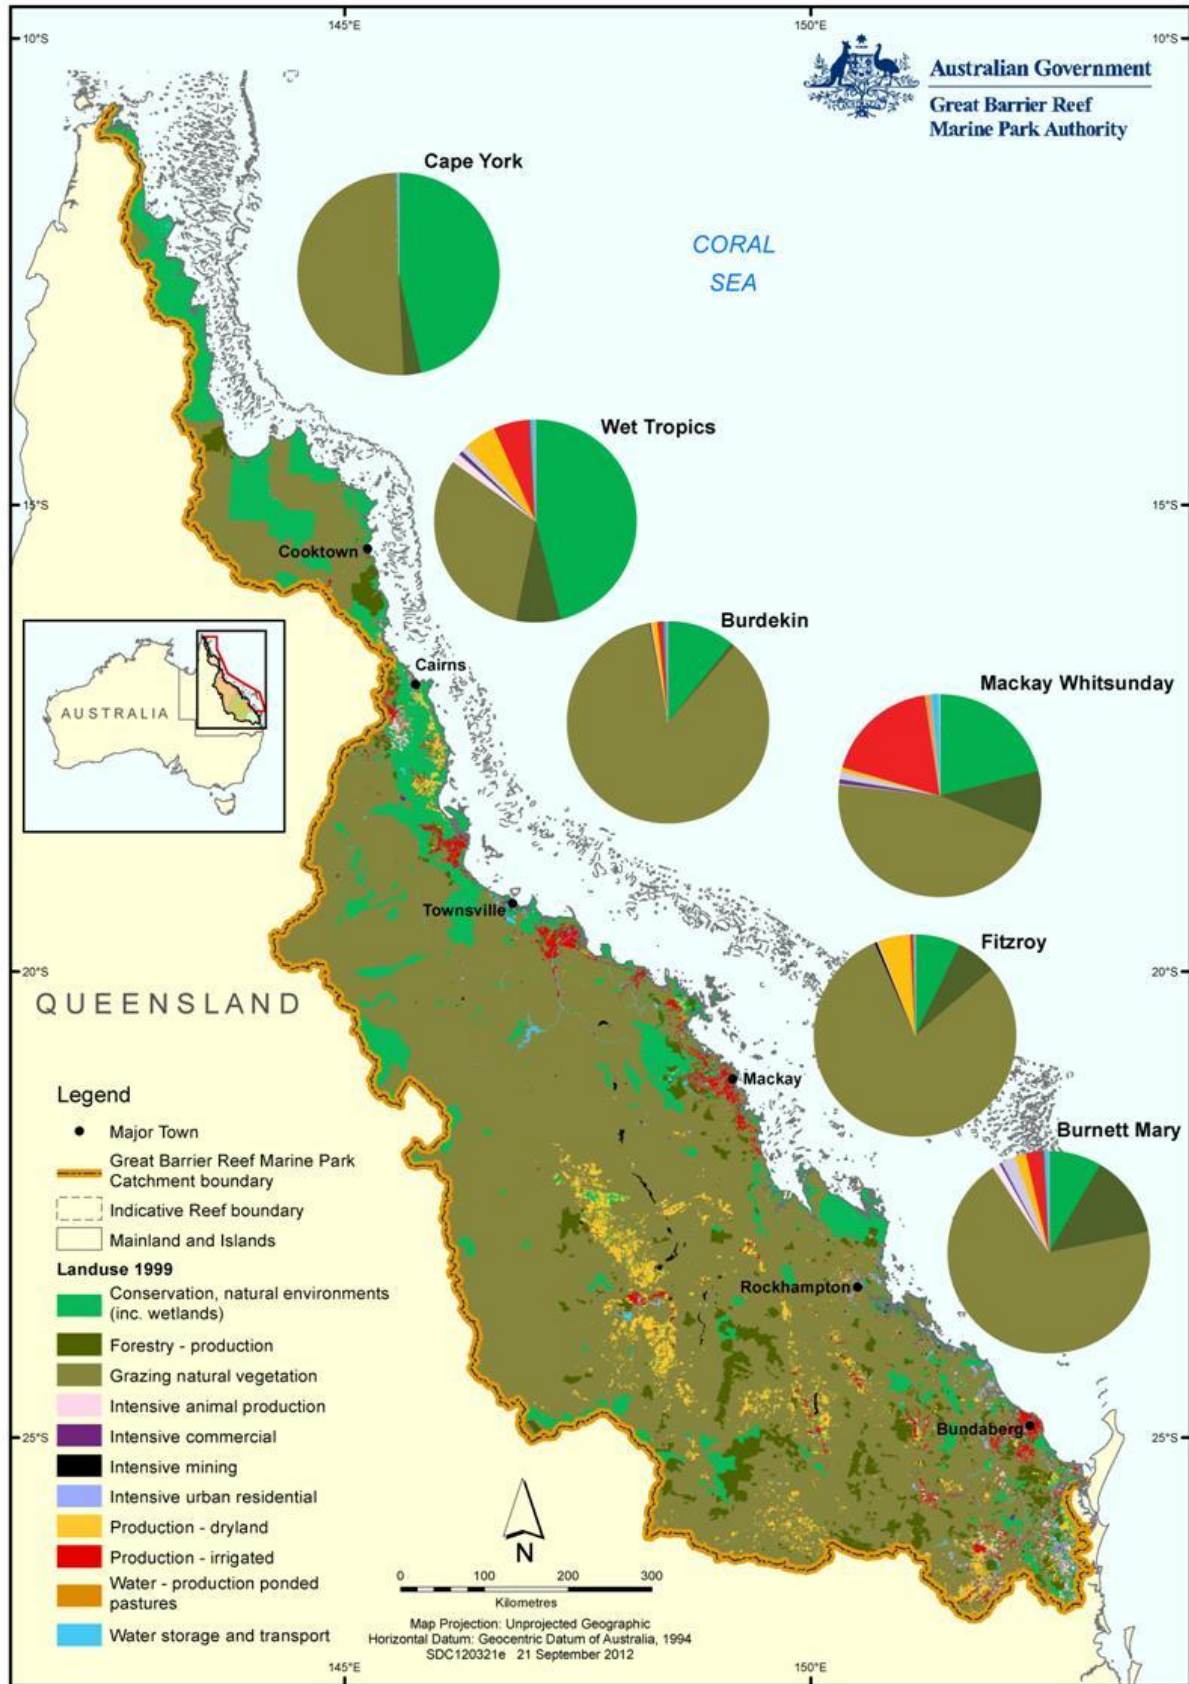 145°E
150°E
10°S
10°S
Australian Government
Great Barrier Reef
Marine Park Authority
Cape York
CORAL
SEA
Wet Tropics
15°S
15°S
Cooktown
Burdekin
Cairns
Mackay Whitsunday
AUSTRALIA
Townsville
Fitzroy
20°S
20°S
QUEENSLAND
Mackay
Legend
Major Town
Great Barrier Reef Marine Park
Catchment boundary
Indicative Reef boundary
Mainland and Islands
Landuse 1999
Conservation, natural environments
(inc. wetlands)
Forestry - production
Grazing natural vegetation
Intensive animal production
Intensive commercial
Intensive mining
Intensive urban residential
Production - dryland
Production - irrigated
Water - production ponded
pastures
Water storage and transport
Burnett Mary
Rockhampton
Bundaberg
25°S
25°S
N
0 100 200 300
Kilometres
Map Projection: Unprojected Geographic
Horizontal Datum: Geocentric Datum of Australia, 1994
SDC120321e 21 September 2012
145°E
150°E